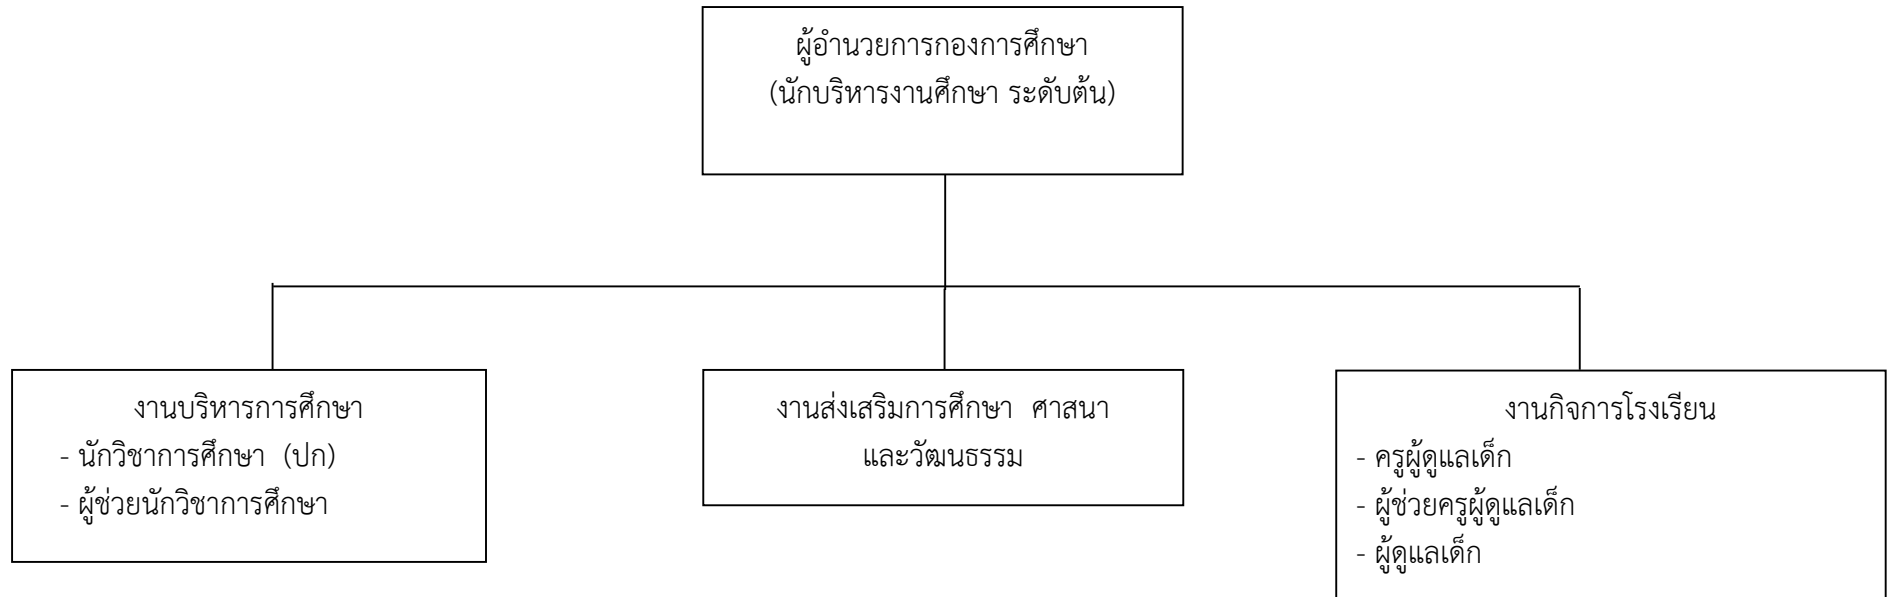 ผู้อำนวยการกองการศึกษา
(นักบริหารงานศึกษา ระดับต้น)
งานบริหารการศึกษา
- นักวิชาการศึกษา (ปก)
- ผู้ช่วยนักวิชาการศึกษา
งานส่งเสริมการศึกษา ศาสนา
และวัฒนธรรม
งานกิจการโรงเรียน
- ครูผู้ดูแลเด็ก
- ผู้ช่วยครูผู้ดูแลเด็ก
- ผู้ดูแลเด็ก